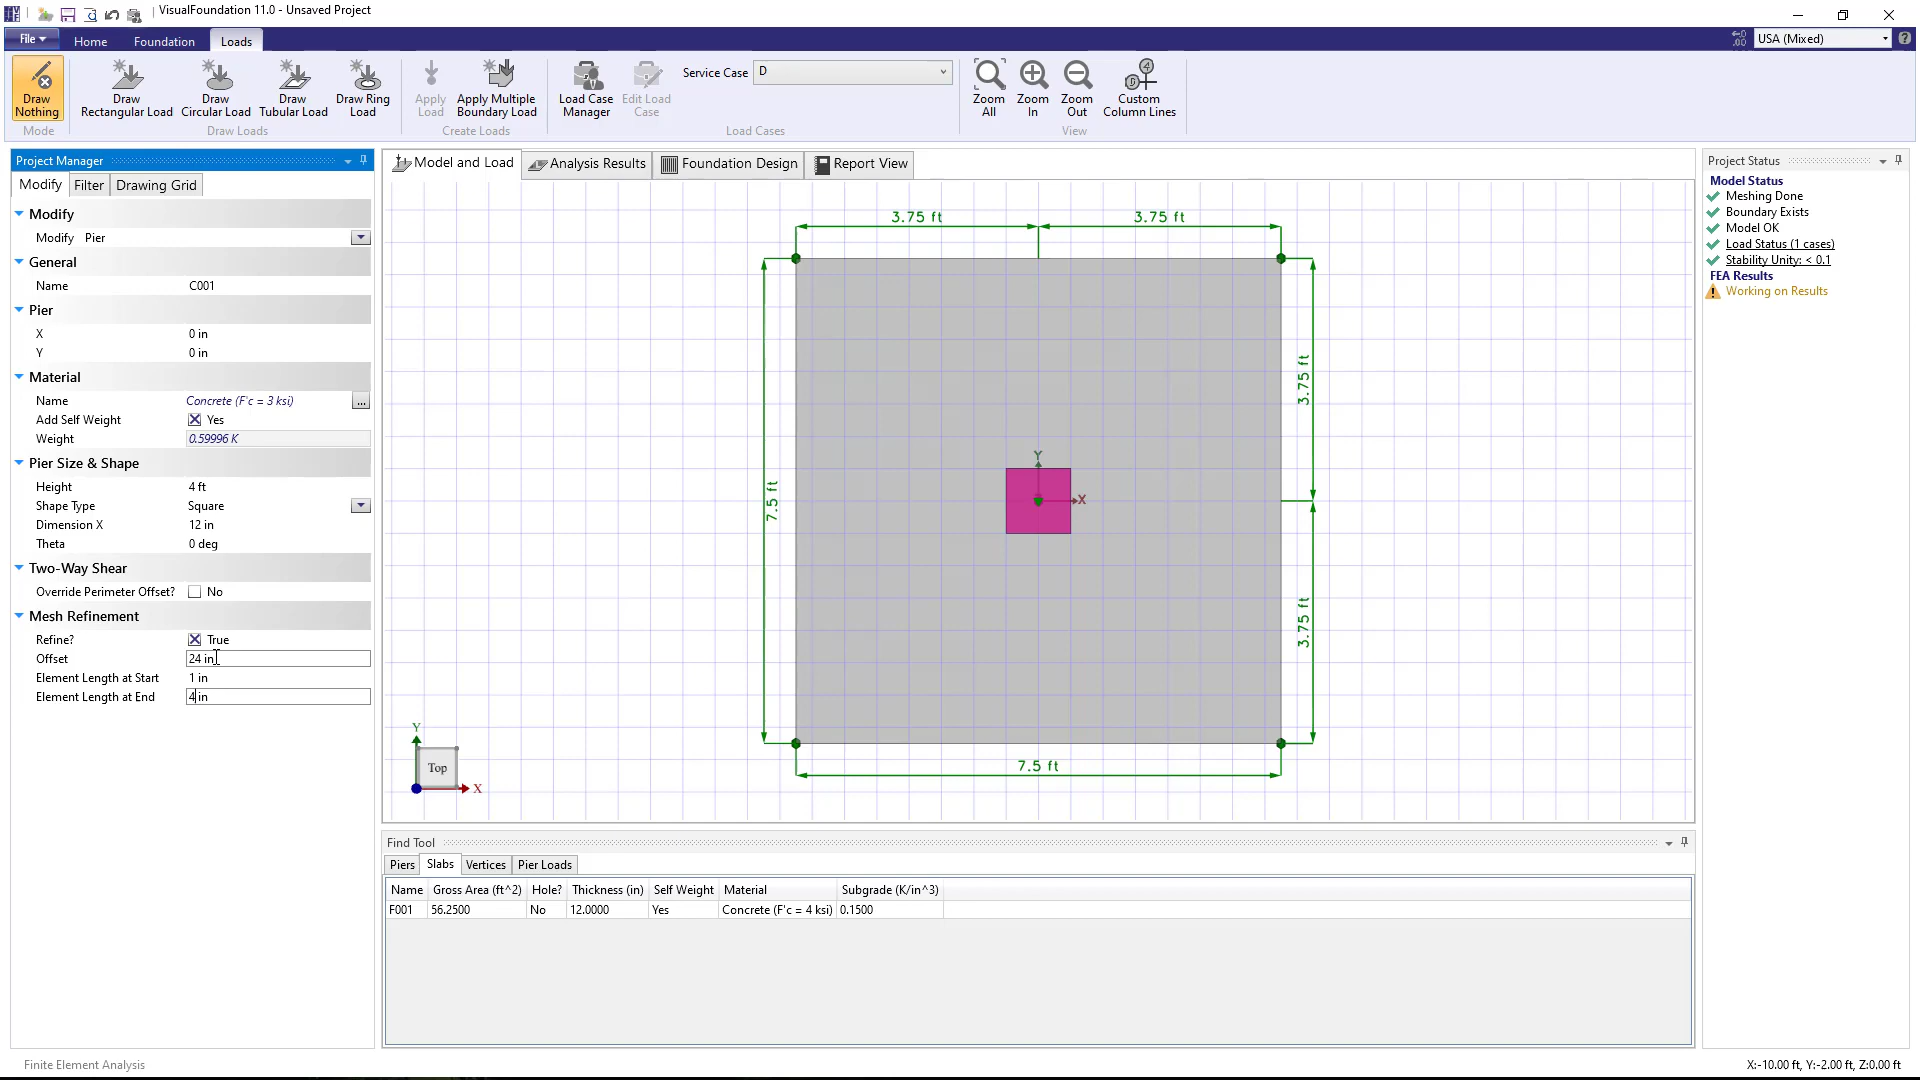 VisualFoundation 11.0 - Unsaved Project
File Home Foundation Loads USA (Mixed)
Draw Nothing
Draw Rectangular Load
Draw Circular Load
Draw Tubular Load
Draw Ring Load
Apply Load
Apply Multiple Boundary Load
Load Case Manager
Edit Load Case
Service Case D
Zoom All
Zoom In
Zoom Out
Custom Column Lines
Mode Draw Loads Create Loads Load Cases View
Project Manager
Modify Filter Drawing Grid
Modify
Modify Pier
General
Name C001
Pier
X 0 in
Y 0 in
Material
Name Concrete (F'c = 3 ksi) ...
Add Self Weight Yes
Weight 0.59996 K
Pier Size & Shape
Height 4 ft
Shape Type Square
Dimension X 12 in
Theta 0 deg
Two-Way Shear
Override Perimeter Offset? No
Mesh Refinement
Refine? True
Offset 24 in
Element Length at Start 1 in
Element Length at End 4 in
Model and Load Analysis Results Foundation Design Report View
3.75 ft 3.75 ft
3.75 ft
7.5 ft
Y
X
3.75 ft
7.5 ft
Y
Top
X
Find Tool
Piers Slabs Vertices Pier Loads
Name Gross Area (ft^2) Hole? Thickness (in) Self Weight Material Subgrade (K/in^3)
F001 56.2500 No 12.0000 Yes Concrete (F'c = 4 ksi) 0.1500
Project Status
Model Status
Meshing Done
Boundary Exists
Model OK
Load Status (1 cases)
Stability Unity: < 0.1
FEA Results
Working on Results
Finite Element Analysis
X:-10.00 ft, Y:-2.00 ft, Z:0.00 ft